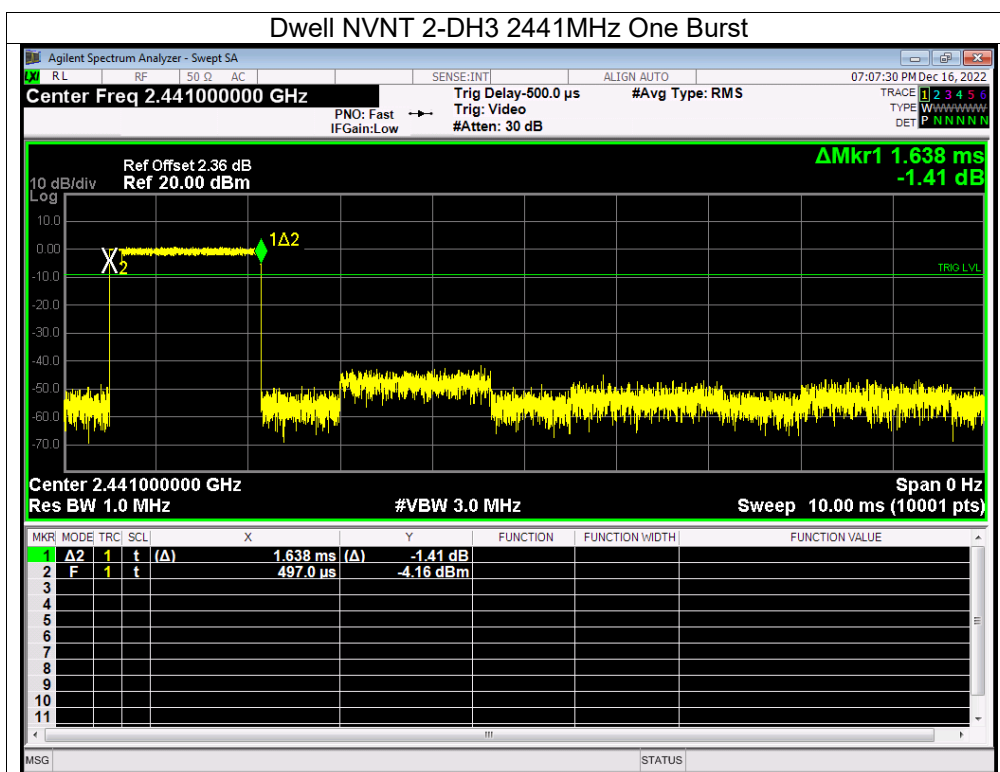 Dwell NVNT 2-DH3 2441MHz One Burst
Agilent Spectrum Analyzer - Swept SA
LXI RL RF 50 Ω AC SENSE:INT ALIGN AUTO 07:07:30 PM Dec 16, 2022
Center Freq 2.441000000 GHz
PNO: Fast
IFGain:Low
Trig Delay-500.0 µs
Trig: Video
#Atten: 30 dB
#Avg Type: RMS
TRACE 1 2 3 4 5 6
TYPE WWWWWW
DET P N N N N N
ΔMkr1 1.638 ms
-1.41 dB
Ref Offset 2.36 dB
10 dB/div Ref 20.00 dBm
Log
10.0
0.00
-10.0
-20.0
-30.0
-40.0
-50.0
-60.0
-70.0
1Δ2
2
TRIG LVL
Center 2.441000000 GHz Span 0 Hz
Res BW 1.0 MHz #VBW 3.0 MHz Sweep 10.00 ms (10001 pts)
MKR MODE TRC SCL X Y FUNCTION FUNCTION WIDTH FUNCTION VALUE
1 Δ2 1 t (Δ) 1.638 ms (Δ) -1.41 dB
2 F 1 t 497.0 µs -4.16 dBm
3
4
5
6
7
8
9
10
11
MSG STATUS